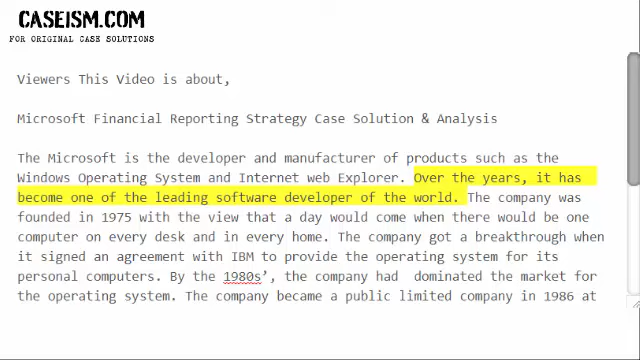 CASEISM.COM
FOR ORIGINAL CASE SOLUTIONS
Viewers This Video is about,
Microsoft Financial Reporting Strategy Case Solution & Analysis
The Microsoft is the developer and manufacturer of products such as the
Windows Operating System and Internet web Explorer. Over the years, it has
become one of the leading software developer of the world. The company was
founded in 1975 with the view that a day would come when there would be one
computer on every desk and in every home. The company got a breakthrough when
it signed an agreement with IBM to provide the operating system for its
personal computers. By the 1980s’, the company had dominated the market for
the operating system. The company became a public limited company in 1986 at